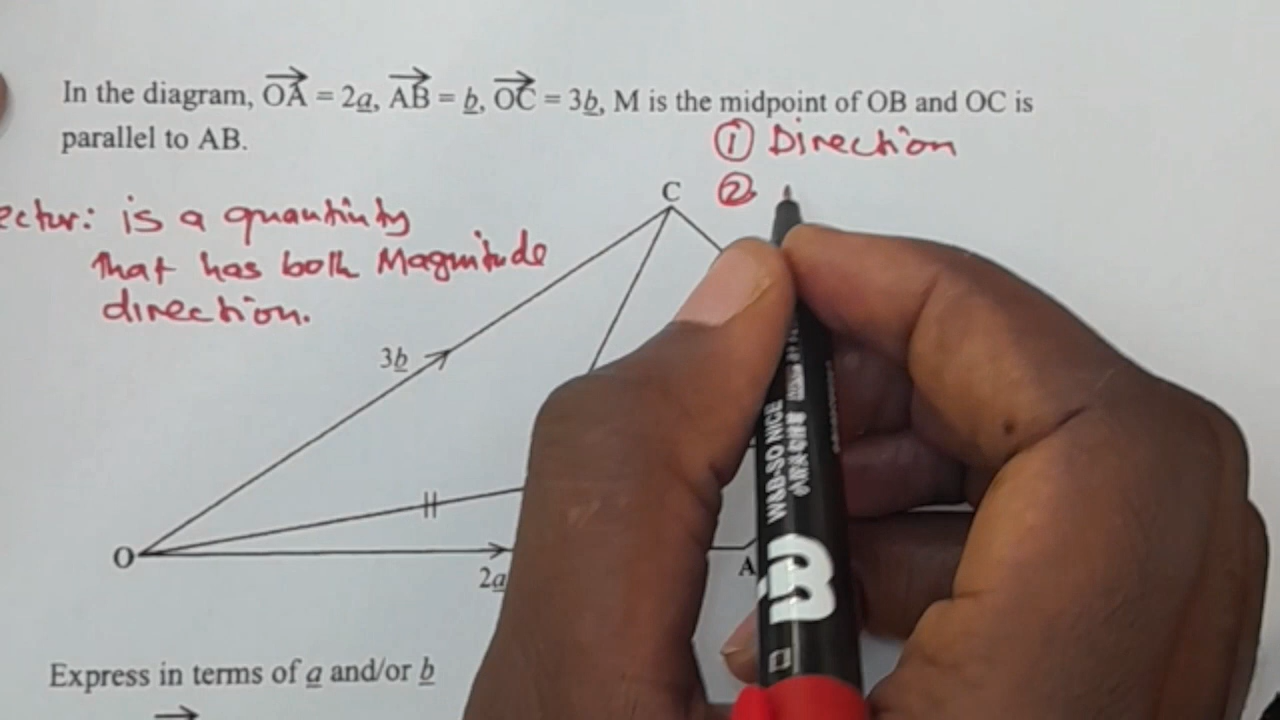 In the diagram, OA = 2a, AB = b, OC = 3b, M is the midpoint of OB and OC is
parallel to AB.
① Direction
②
C
ector: is a quantinty
that has both Magnitude
direction.
3b
O
2a
A
W&B-SO NICE
Express in terms of a and/or b